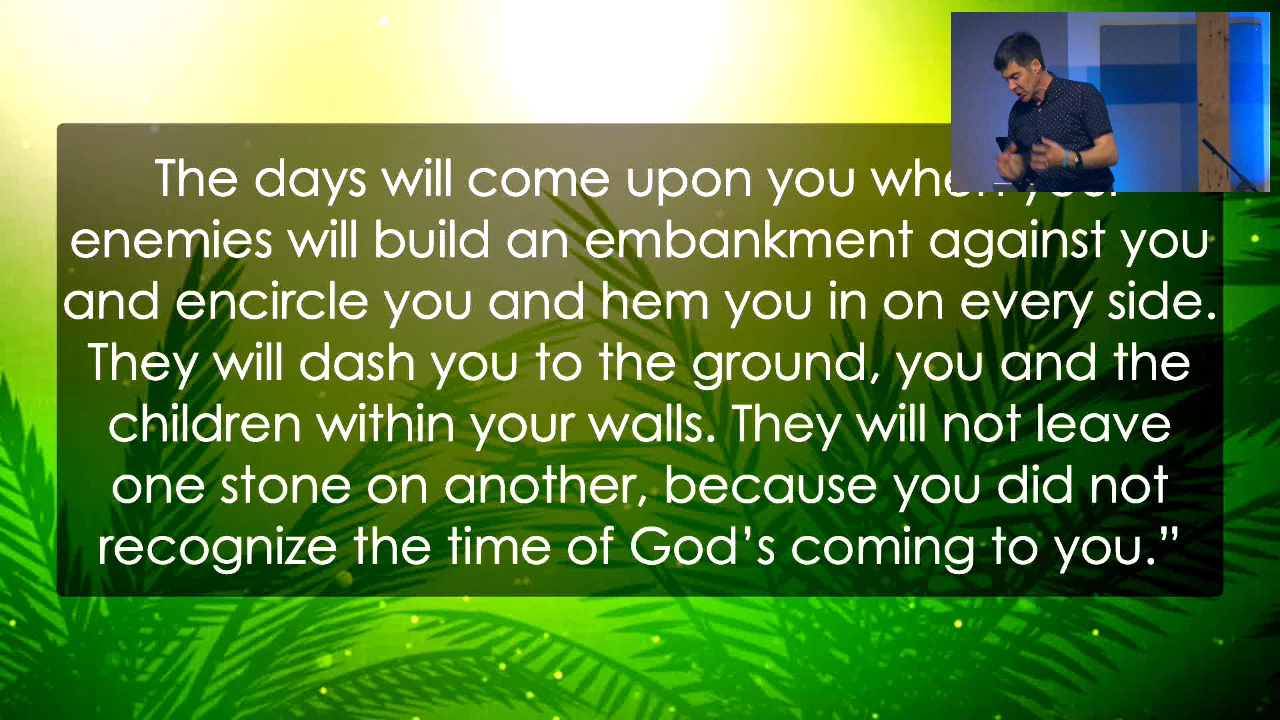 The days will come upon you when your
enemies will build an embankment against you
and encircle you and hem you in on every side.
They will dash you to the ground, you and the
children within your walls. They will not leave
one stone on another, because you did not
recognize the time of God’s coming to you.”